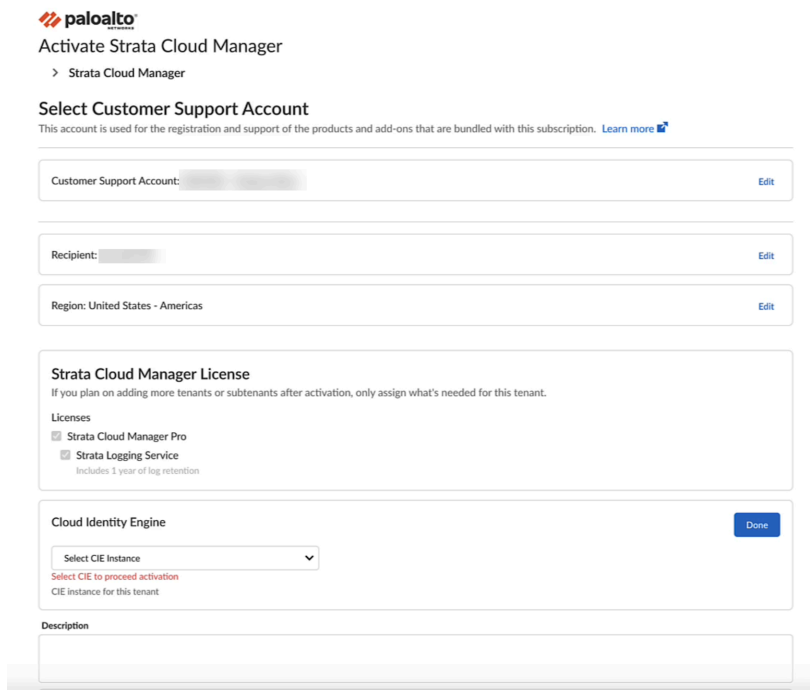 paloalto
NETWORKS
Activate Strata Cloud Manager
> Strata Cloud Manager
Select Customer Support Account
This account is used for the registration and support of the products and add-ons that are bundled with this subscription. Learn more
Customer Support Account: Edit
Recipient: Edit
Region: United States - Americas Edit
Strata Cloud Manager License
If you plan on adding more tenants or subtenants after activation, only assign what's needed for this tenant.
Licenses
Strata Cloud Manager Pro
Strata Logging Service
Includes 1 year of log retention
Cloud Identity Engine Done
Select CIE Instance
Select CIE to proceed activation
CIE instance for this tenant
Description